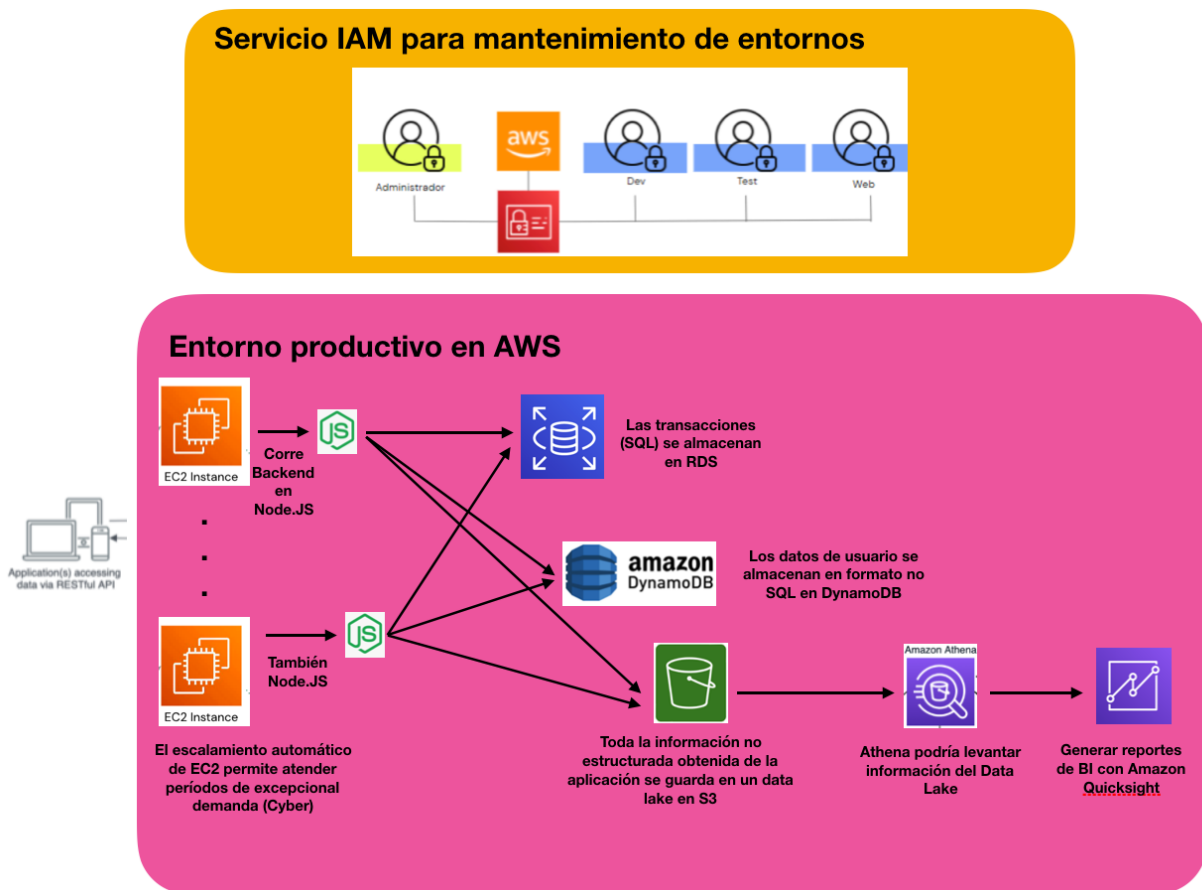 Servicio IAM para mantenimiento de entornos
aws
Administrador
Dev
Test
Web
Entorno productivo en AWS
EC2 Instance
Corre
Backend
en
Node.JS
JS
Las transacciones
(SQL) se almacenan
en RDS
Application(s) accessing
data via RESTful API
amazon
DynamoDB
Los datos de usuario se
almacenan en formato no
SQL en DynamoDB
EC2 Instance
También
Node.JS
JS
El escalamiento automático
de EC2 permite atender
períodos de excepcional
demanda (Cyber)
Toda la información no
estructurada obtenida de la
aplicación se guarda en un data
lake en S3
Amazon Athena
Athena podría levantar
información del Data
Lake
Generar reportes
de BI con Amazon
Quicksight